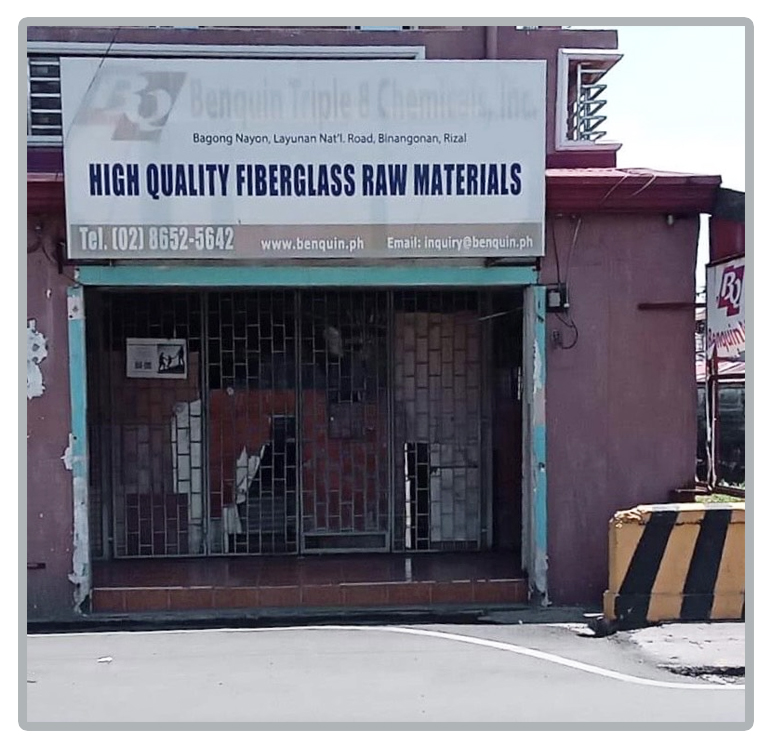 BQ Benquin Triple 8 Chemicals, Inc.
Bagong Nayon, Layunan Nat'l. Road, Binangonan, Rizal
HIGH QUALITY FIBERGLASS RAW MATERIALS
Tel. (02) 8652-5642 www.benquin.ph Email: inquiry@benquin.ph
BQ
Benquin